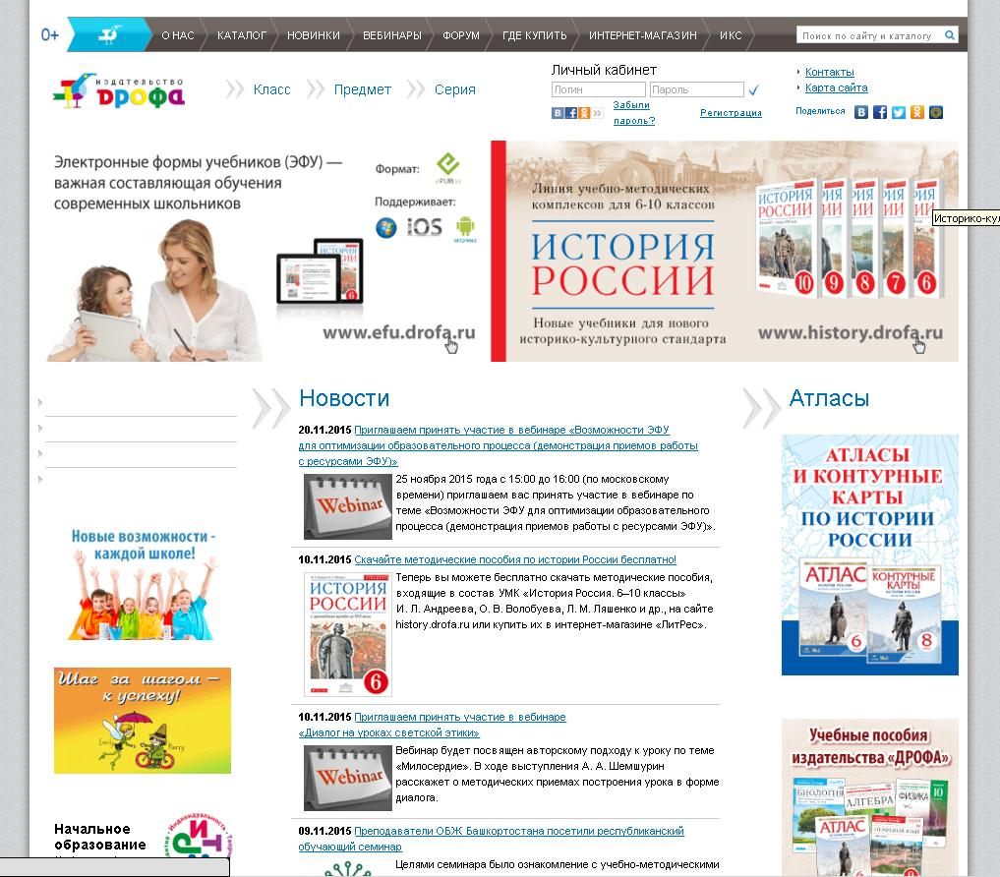 0+
О НАС
КАТАЛОГ
НОВИНКИ
ВЕБИНАРЫ
ФОРУМ
ГДЕ КУПИТЬ
ИНТЕРНЕТ-МАГАЗИН
ИКС
Поиск по сайту и каталогу
издательство
ДРОФА
Класс
Предмет
Серия
Личный кабинет
Логин
Пароль
Забыли
пароль?
Регистрация
Контакты
Карта сайта
Поделиться
Электронные формы учебников (ЭФУ) —
важная составляющая обучения
современных школьников
Формат:
Поддерживает:
iOS
www.efu.drofa.ru
Линия учебно-методических
комплексов для 6-10 классов
ИСТОРИЯ
РОССИИ
Новые учебники для нового
историко-культурного стандарта
ИСТОРИЯ
РОССИИ
10
9
8
7
6
www.history.drofa.ru
Историко-ку
Новые возможности -
каждой школе!
Шаг за шагом –
к успеху!
Emily
Harry
Начальное
образование
Новости
20.11.2015 Приглашаем принять участие в вебинаре «Возможности ЭФУ
для оптимизации образовательного процесса (демонстрация приемов работы
с ресурсами ЭФУ)»
Webinar
25 ноября 2015 года с 15:00 до 16:00 (по московскому
времени) приглашаем вас принять участие в вебинаре по
теме «Возможности ЭФУ для оптимизации образовательного
процесса (демонстрация приемов работы с ресурсами ЭФУ)».
10.11.2015 Скачайте методические пособия по истории России бесплатно!
ИСТОРИЯ
РОССИИ
6
Теперь вы можете бесплатно скачать методические пособия,
входящие в состав УМК «История Россия. 6–10 классы»
И. Л. Андреева, О. В. Волобуева, Л. М. Ляшенко и др., на сайте
history.drofa.ru или купить их в интернет-магазине «ЛитРес».
10.11.2015 Приглашаем принять участие в вебинаре
«Диалог на уроках светской этики»
Webinar
Вебинар будет посвящен авторскому подходу к уроку по теме
«Милосердие». В ходе выступления А. А. Шемшурин
расскажет о методических приемах построения урока в форме
диалога.
09.11.2015 Преподаватели ОБЖ Башкортостана посетили республиканский
обучающий семинар
Целями семинара было ознакомление с учебно-методическими
Атласы
АТЛАСЫ
И КОНТУРНЫЕ
КАРТЫ
ПО ИСТОРИИ
РОССИИ
АТЛАС
6
КОНТУРНЫЕ
КАРТЫ
8
Учебные пособия
издательства «ДРОФА»
БИОЛОГИЯ
АЛГЕБРА
ФИЗИКА
10
АТЛАС